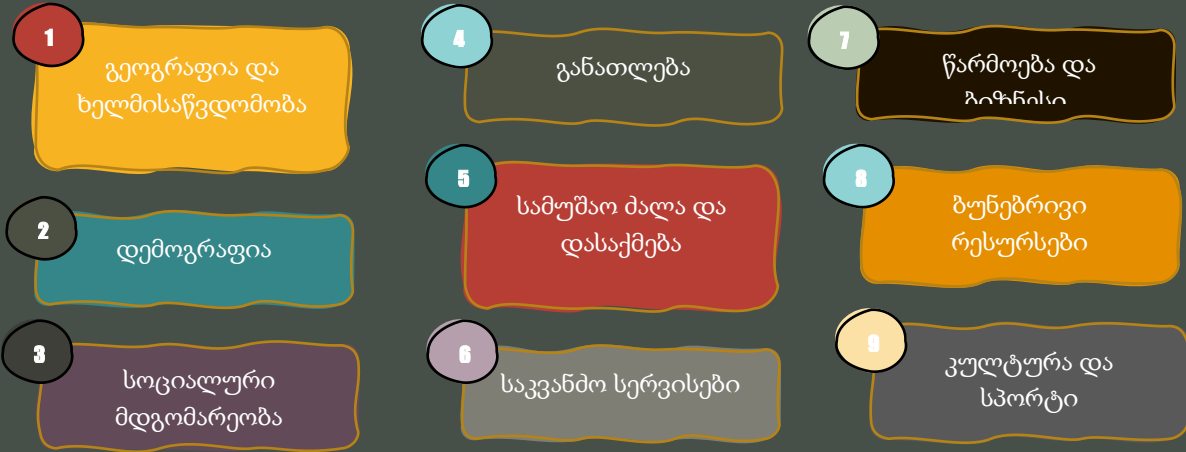 1
გეოგრაფია და
ხელმისაწვდომობა
2
დემოგრაფია
3
სოციალური
მდგომარეობა
4
განათლება
5
სამუშაო ძალა და
დასაქმება
6
საკვანძო სერვისები
7
წარმოება და
ბიზნესი
8
ბუნებრივი
რესურსები
9
კულტურა და
სპორტი